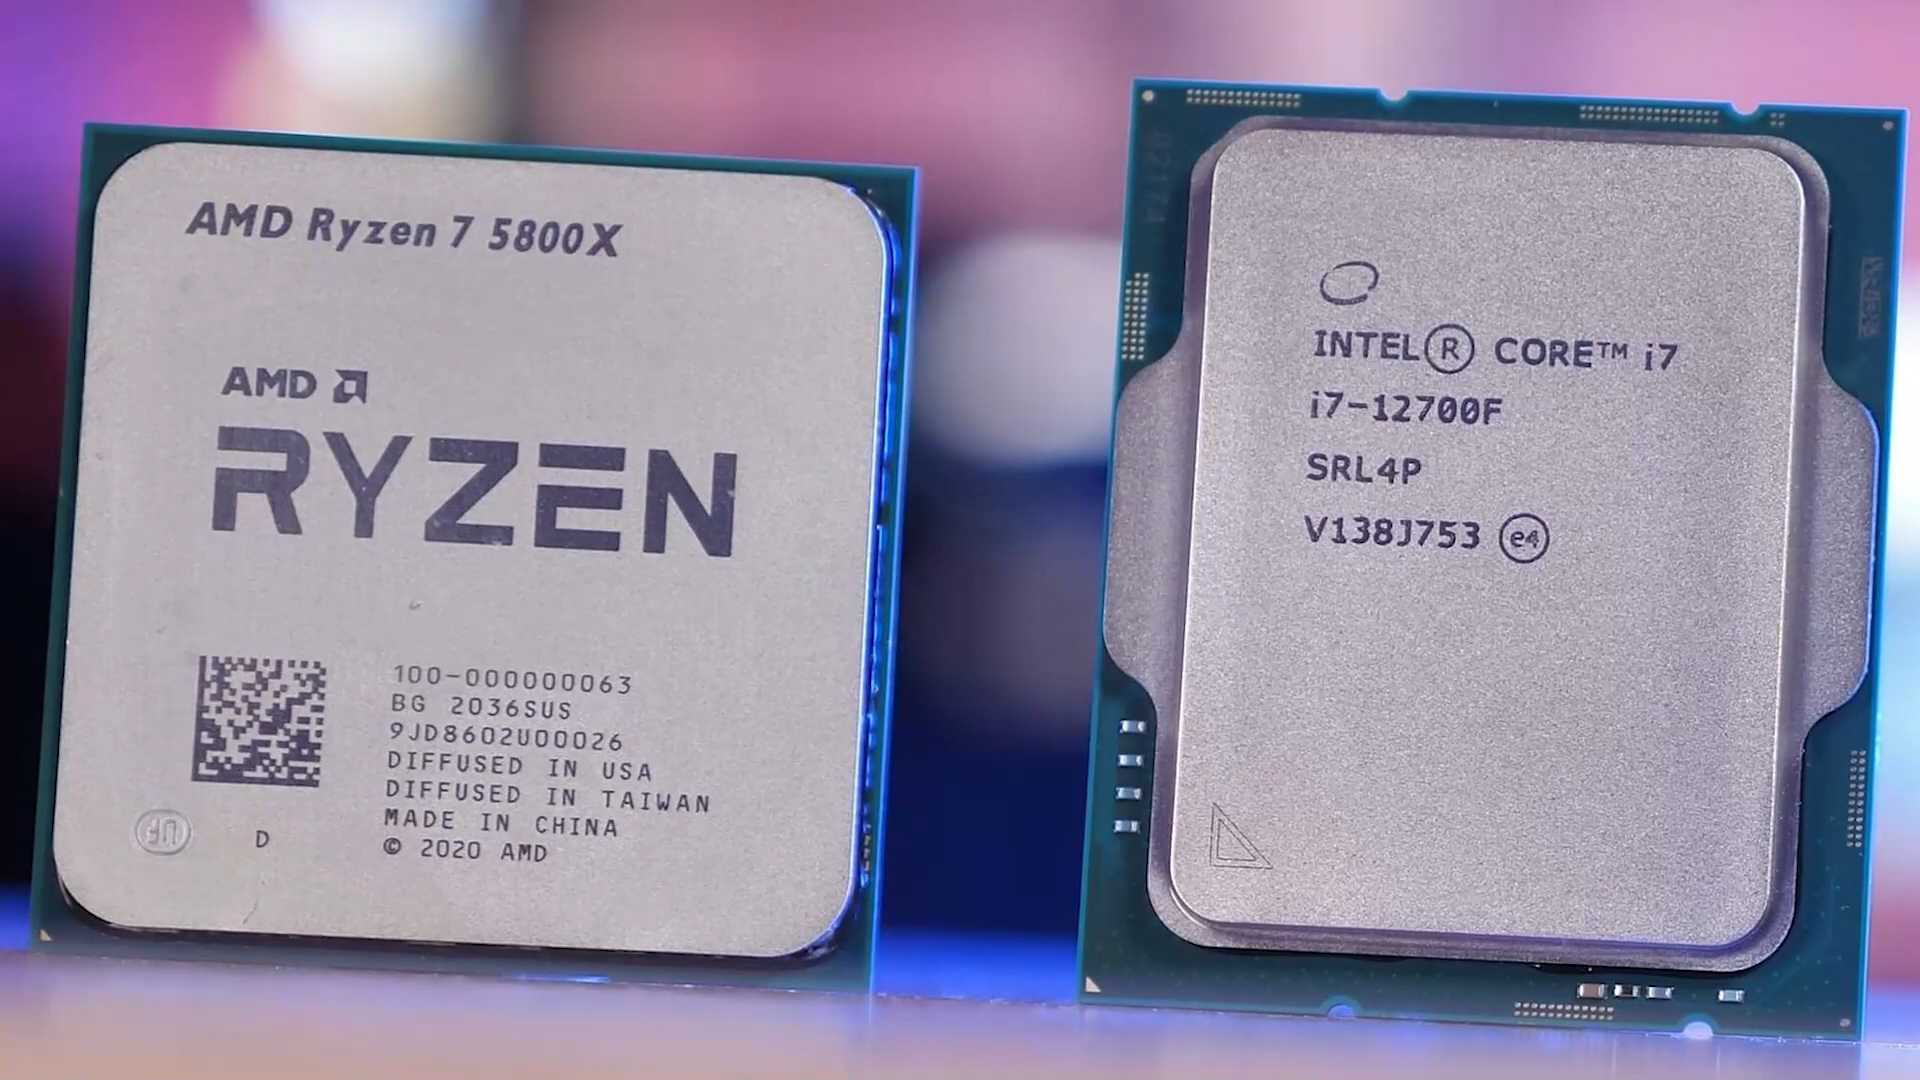 AMD Ryzen 7 5800X
AMD
RYZEN
100-000000063
BG 2036SUS
9JD8602U00026
DIFFUSED IN USA
DIFFUSED IN TAIWAN
MADE IN CHINA
© 2020 AMD
UF
D
INTEL® CORE™ i7
i7-12700F
SRL4P
V138J753 e4